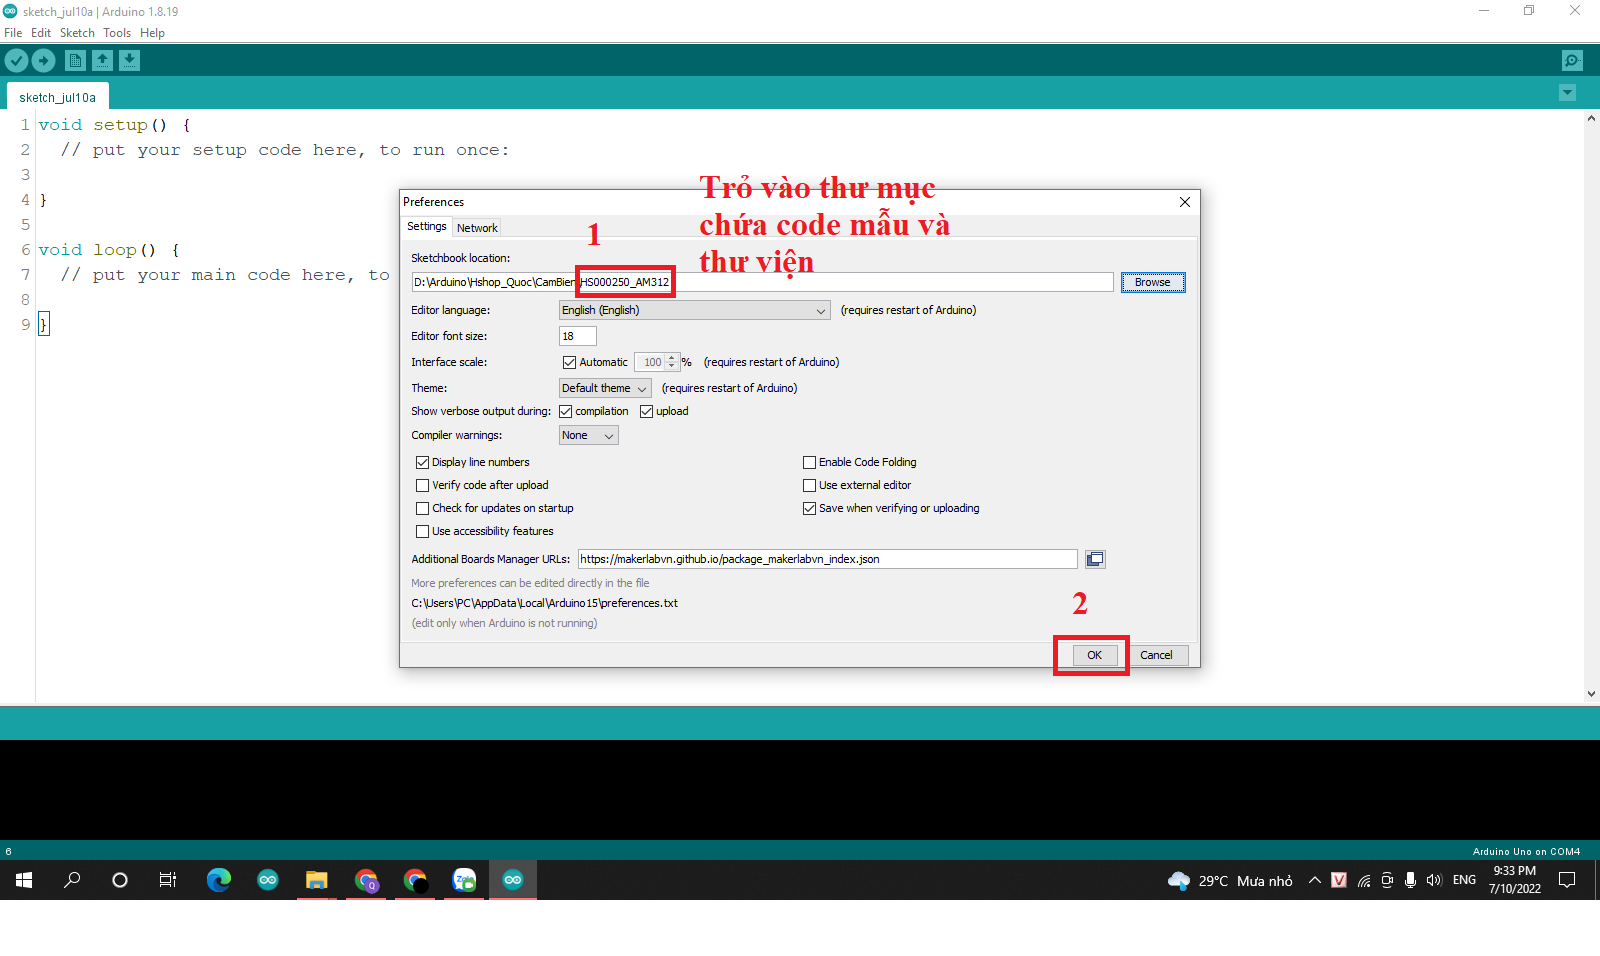 sketch_jul10a | Arduino 1.8.19
File Edit Sketch Tools Help
sketch_jul10a
1 void setup() {
2 // put your setup code here, to run once:
3
4 }
5
6 void loop() {
7 // put your main code here, to
8
9 }
Trỏ vào thư mục
chứa code mẫu và
thư viện
Preferences
Settings Network
1
Sketchbook location:
D:\Arduino\Hshop_Quoc\CamBien\HS000250_AM312 Browse
Editor language: English (English) (requires restart of Arduino)
Editor font size: 18
Interface scale: Automatic 100 % (requires restart of Arduino)
Theme: Default theme (requires restart of Arduino)
Show verbose output during: compilation upload
Compiler warnings: None
Display line numbers Enable Code Folding
Verify code after upload Use external editor
Check for updates on startup Save when verifying or uploading
Use accessibility features
Additional Boards Manager URLs: https://makerlabvn.github.io/package_makerlabvn_index.json
More preferences can be edited directly in the file
C:\Users\PC\AppData\Local\Arduino15\preferences.txt
(edit only when Arduino is not running)
2
OK Cancel
6 Arduino Uno on COM4
Q Zalo 29°C Mưa nhỏ V ENG 9:33 PM
7/10/2022